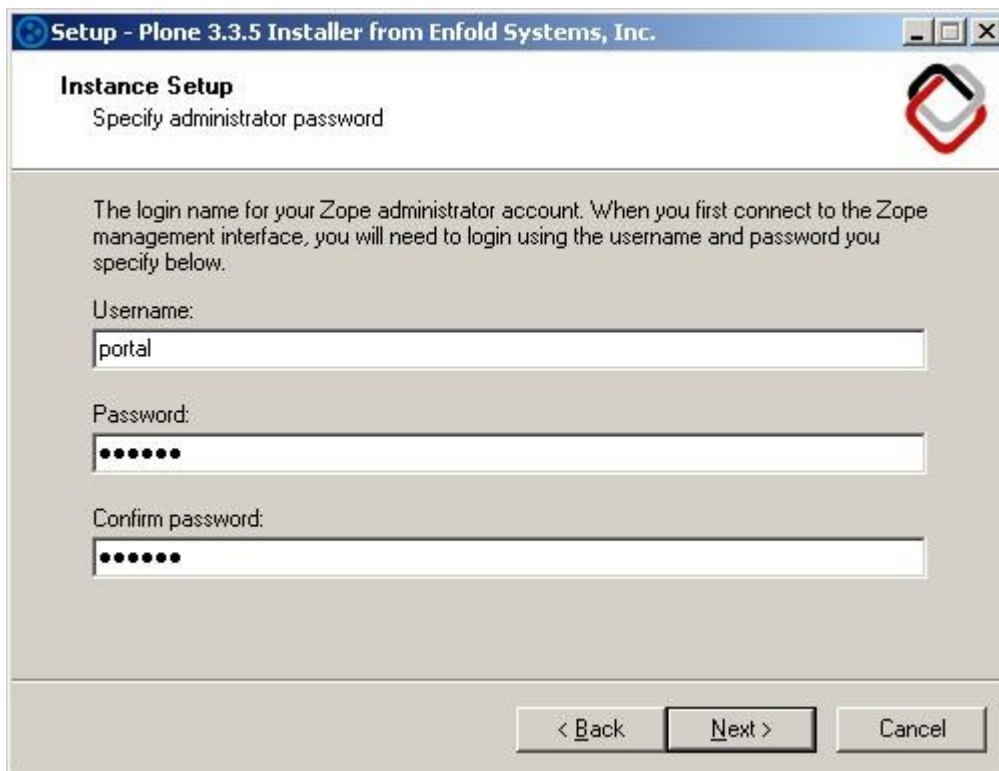 Setup - Plone 3.3.5 Installer from Enfold Systems, Inc.
Instance Setup
Specify administrator password
The login name for your Zope administrator account. When you first connect to the Zope
management interface, you will need to login using the username and password you
specify below.
Username:
portal
Password:
••••••
Confirm password:
••••••
< Back
Next >
Cancel